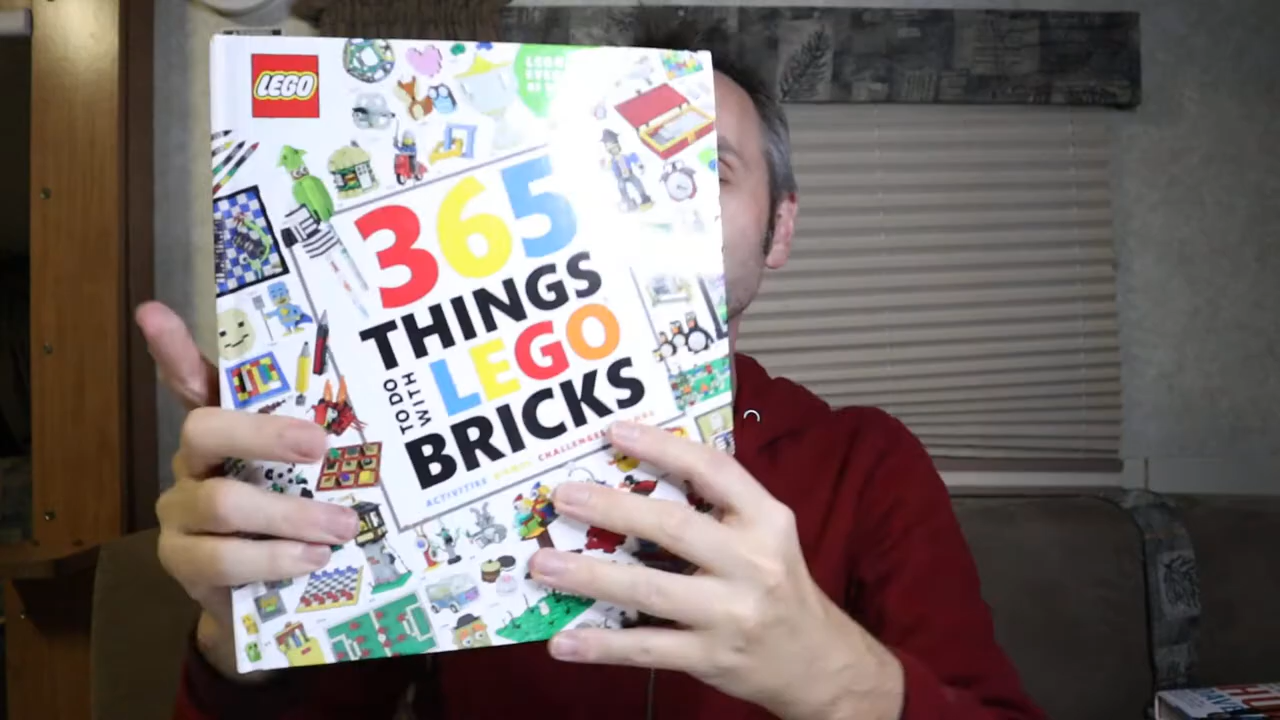 LEGO
365
THINGS
TO DO
WITH
LEGO
BRICKS
ACTIVITIES
CHALLENGES